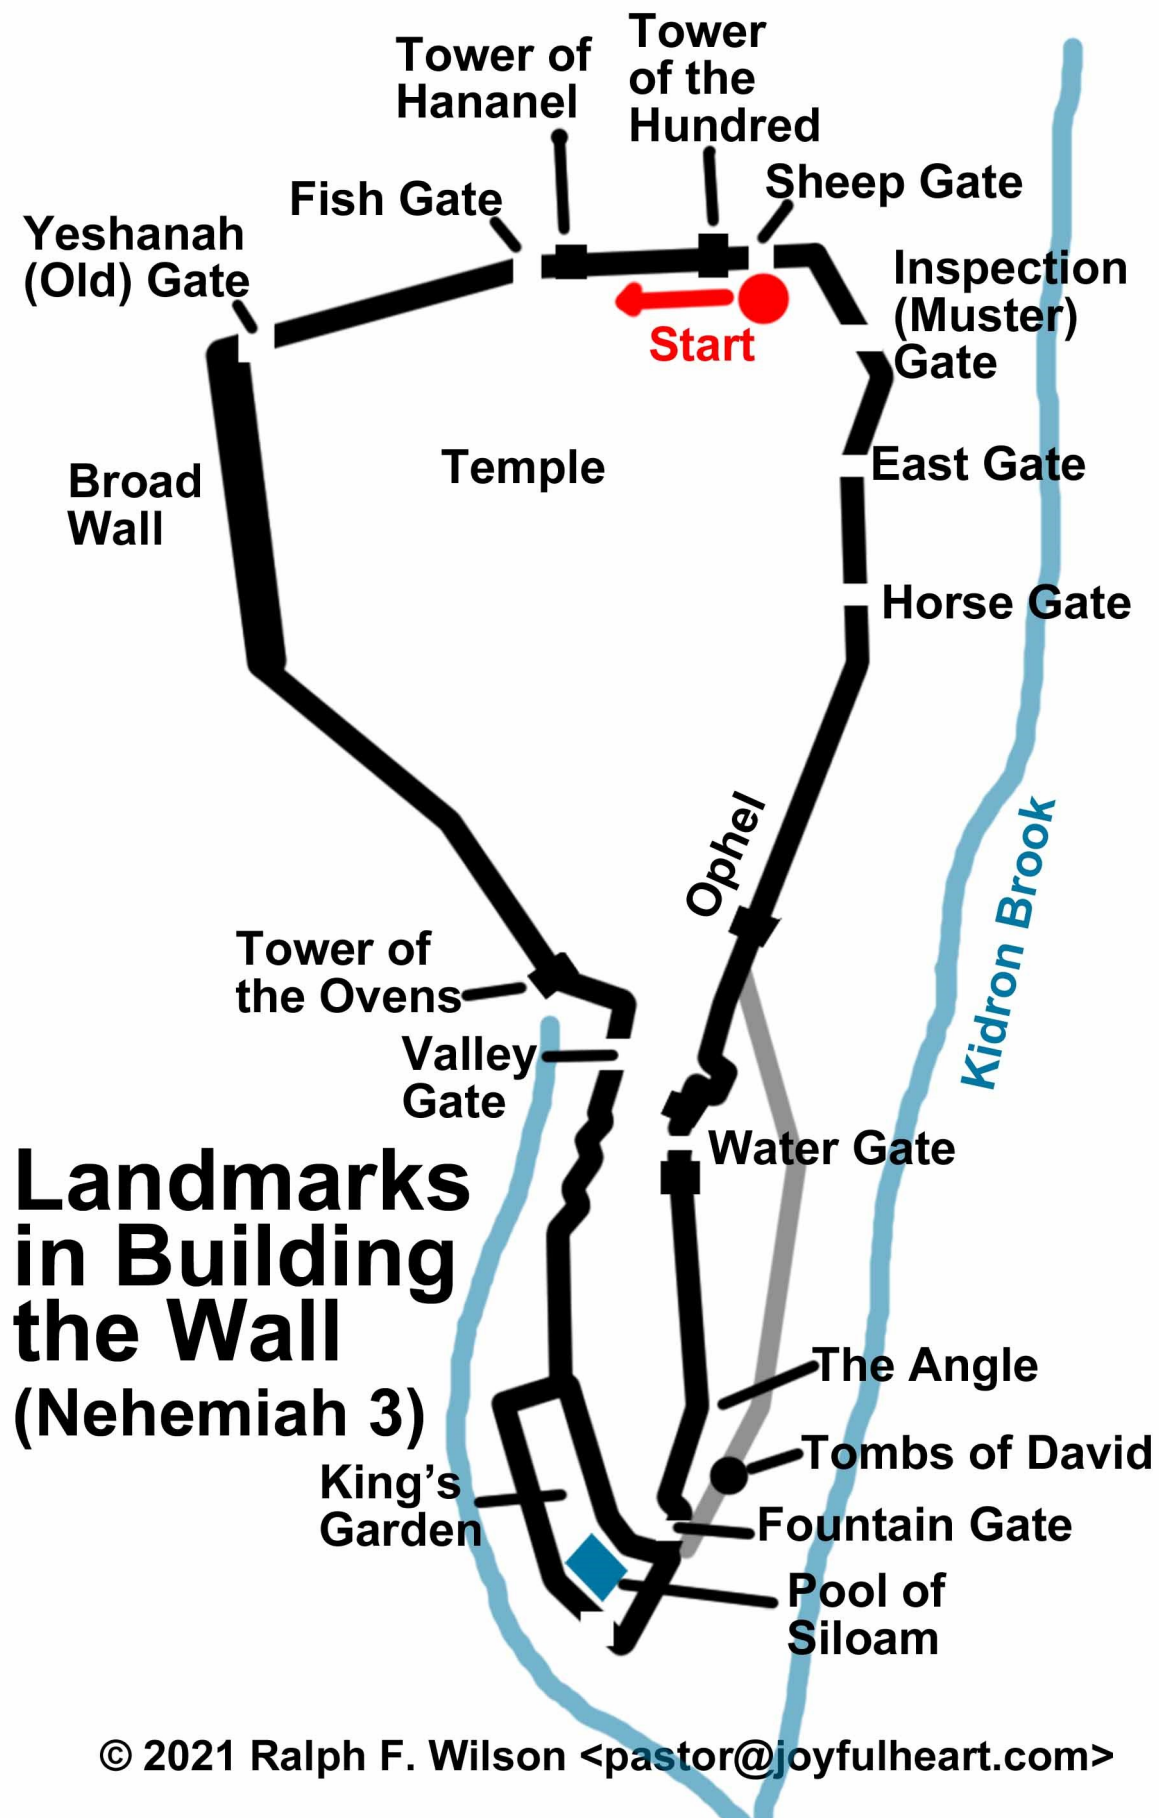 Tower of
Hananel
Tower
of the
Hundred
Sheep Gate
Fish Gate
Yeshanah
(Old) Gate
Inspection
(Muster)
Gate
Start
Broad
Wall
Temple
East Gate
Horse Gate
Ophel
Kidron Brook
Tower of
the Ovens
Valley
Gate
Water Gate
Landmarks
in Building
the Wall
(Nehemiah 3)
The Angle
Tombs of David
King's
Garden
Fountain Gate
Pool of
Siloam
© 2021 Ralph F. Wilson <pastor@joyfulheart.com>